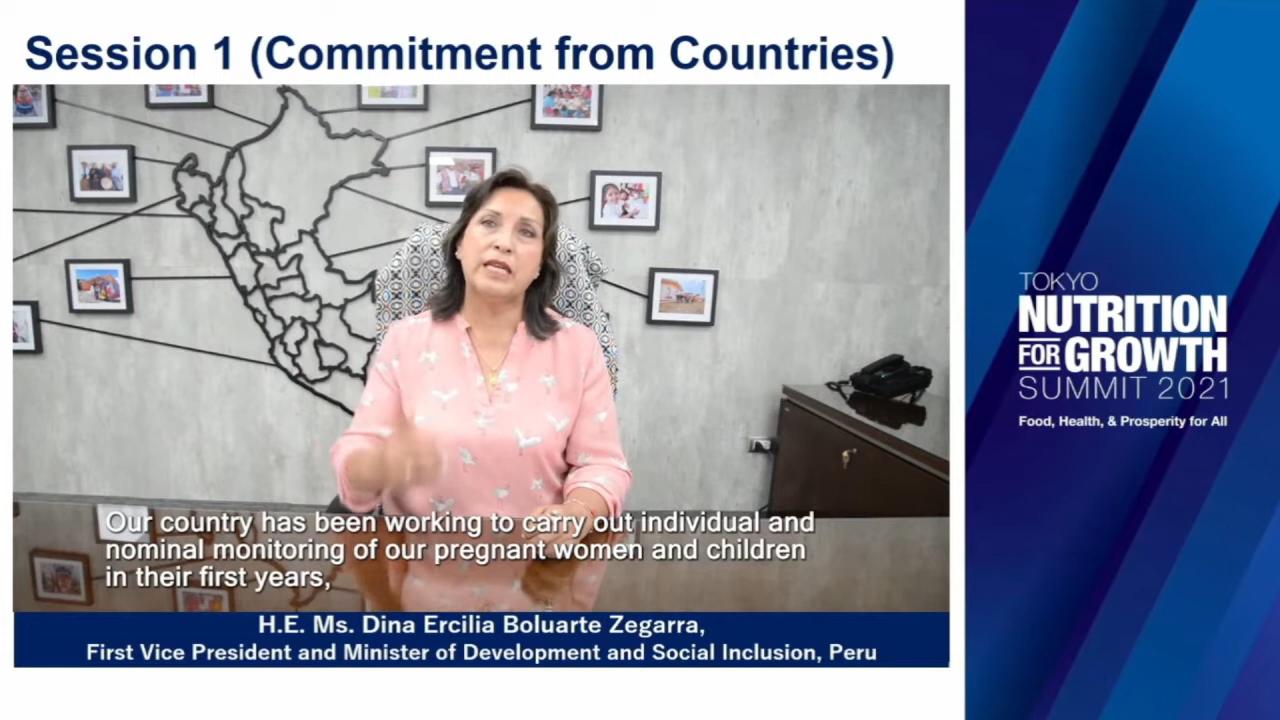 Session 1 (Commitment from Countries)
Our country has been working to carry out individual and
nominal monitoring of our pregnant women and children
in their first years,
H.E. Ms. Dina Ercilia Boluarte Zegarra,
First Vice President and Minister of Development and Social Inclusion, Peru
TOKYO
NUTRITION
FOR GROWTH
SUMMIT 2021
Food, Health, & Prosperity for All